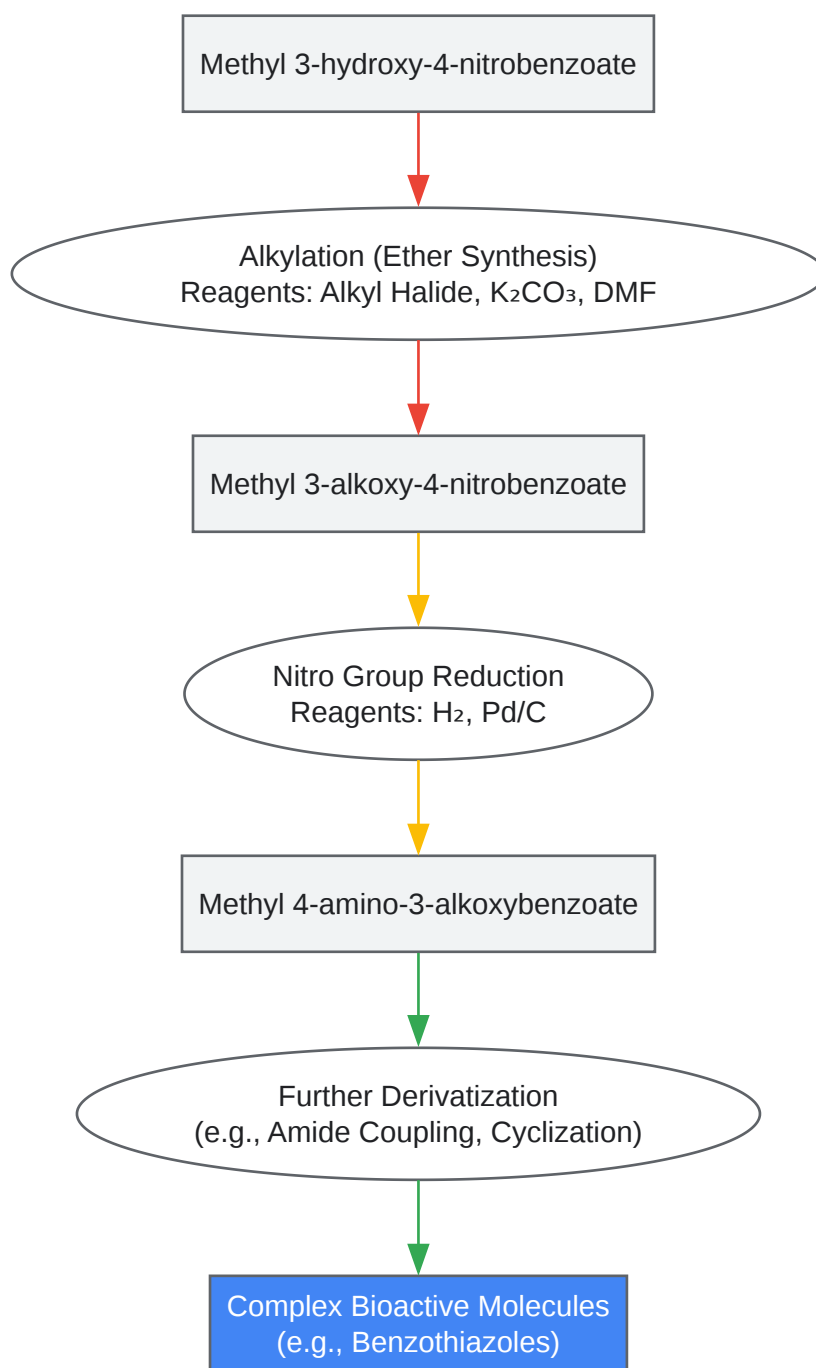 Methyl 3-hydroxy-4-nitrobenzoate
Alkylation (Ether Synthesis)
Reagents: Alkyl Halide, K₂CO₃, DMF
Methyl 3-alkoxy-4-nitrobenzoate
Nitro Group Reduction
Reagents: H₂, Pd/C
Methyl 4-amino-3-alkoxybenzoate
Further Derivatization
(e.g., Amide Coupling, Cyclization)
Complex Bioactive Molecules
(e.g., Benzothiazoles)